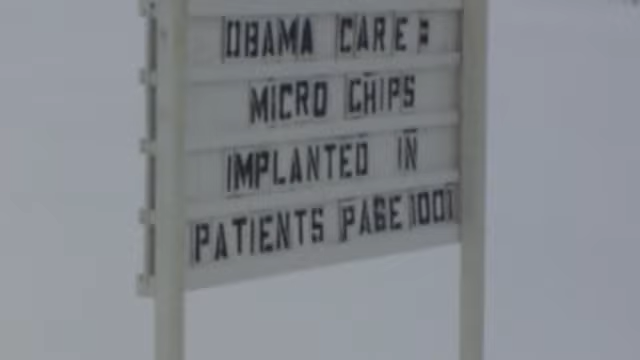 OBAMA CARE =
MICRO CHIPS
IMPLANTED IN
PATIENTS PAGE 1001